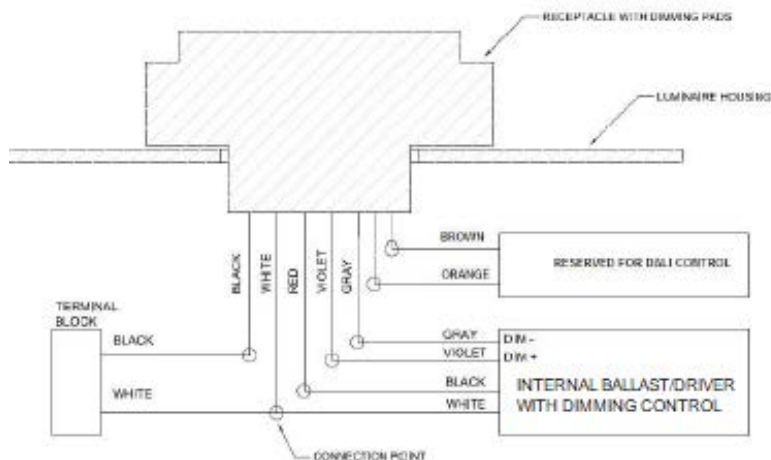 RECEPTACLE WITH DIMMING PADS
LUMINAIRE HOUSING
BLACK
WHITE
RED
VIOLET
GRAY
BROWN
ORANGE
RESERVED FOR DALI CONTROL
TERMINAL
BLOCK
BLACK
WHITE
GRAY
VIOLET
BLACK
WHITE
DIM -
DIM +
INTERNAL BALLAST/DRIVER
WITH DIMMING CONTROL
CONNECTION POINT